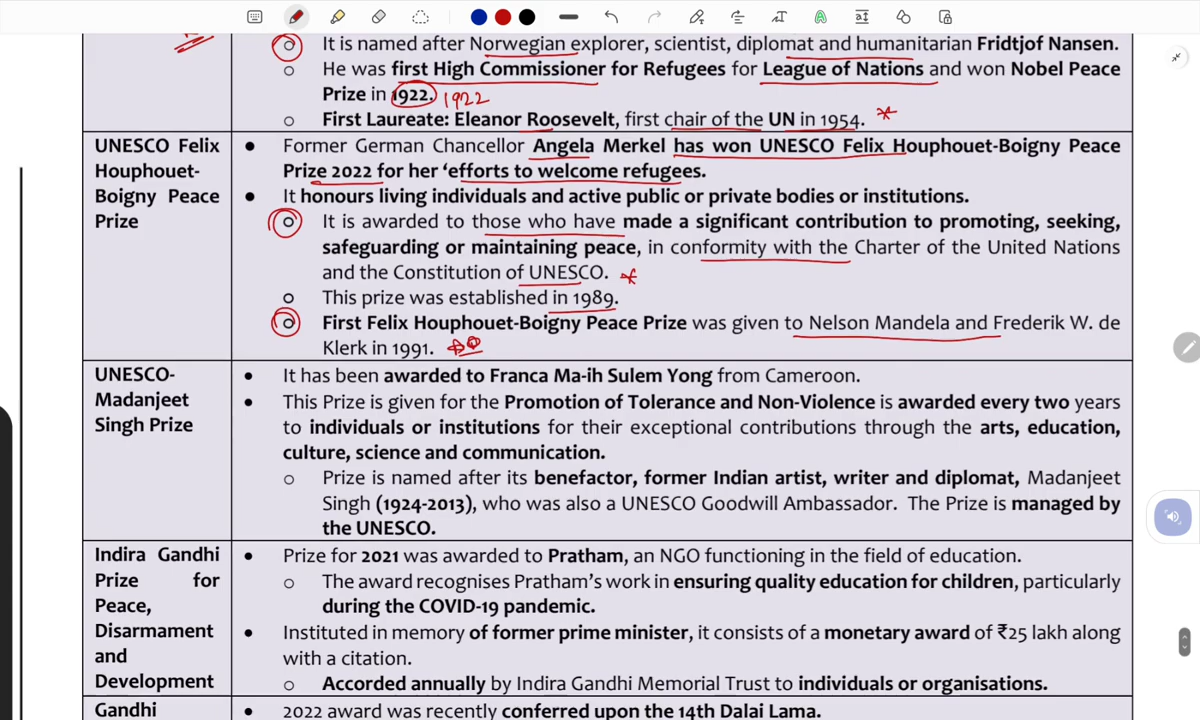 It is named after Norwegian explorer, scientist, diplomat and humanitarian Fridtjof Nansen.
He was first High Commissioner for Refugees for League of Nations and won Nobel Peace
Prize in 1922. 1922
First Laureate: Eleanor Roosevelt, first chair of the UN in 1954.
UNESCO Felix
Houphouet-
Boigny Peace
Prize
Former German Chancellor Angela Merkel has won UNESCO Felix Houphouet-Boigny Peace
Prize 2022 for her ‘efforts to welcome refugees.
It honours living individuals and active public or private bodies or institutions.
It is awarded to those who have made a significant contribution to promoting, seeking,
safeguarding or maintaining peace, in conformity with the Charter of the United Nations
and the Constitution of UNESCO.
This prize was established in 1989.
First Felix Houphouet-Boigny Peace Prize was given to Nelson Mandela and Frederik W. de
Klerk in 1991.
UNESCO-
Madanjeet
Singh Prize
It has been awarded to Franca Ma-ih Sulem Yong from Cameroon.
This Prize is given for the Promotion of Tolerance and Non-Violence is awarded every two years
to individuals or institutions for their exceptional contributions through the arts, education,
culture, science and communication.
Prize is named after its benefactor, former Indian artist, writer and diplomat, Madanjeet
Singh (1924-2013), who was also a UNESCO Goodwill Ambassador. The Prize is managed by
the UNESCO.
Indira Gandhi
Prize for
Peace,
Disarmament
and
Development
Prize for 2021 was awarded to Pratham, an NGO functioning in the field of education.
The award recognises Pratham’s work in ensuring quality education for children, particularly
during the COVID-19 pandemic.
Instituted in memory of former prime minister, it consists of a monetary award of ₹25 lakh along
with a citation.
Accorded annually by Indira Gandhi Memorial Trust to individuals or organisations.
Gandhi
2022 award was recently conferred upon the 14th Dalai Lama.